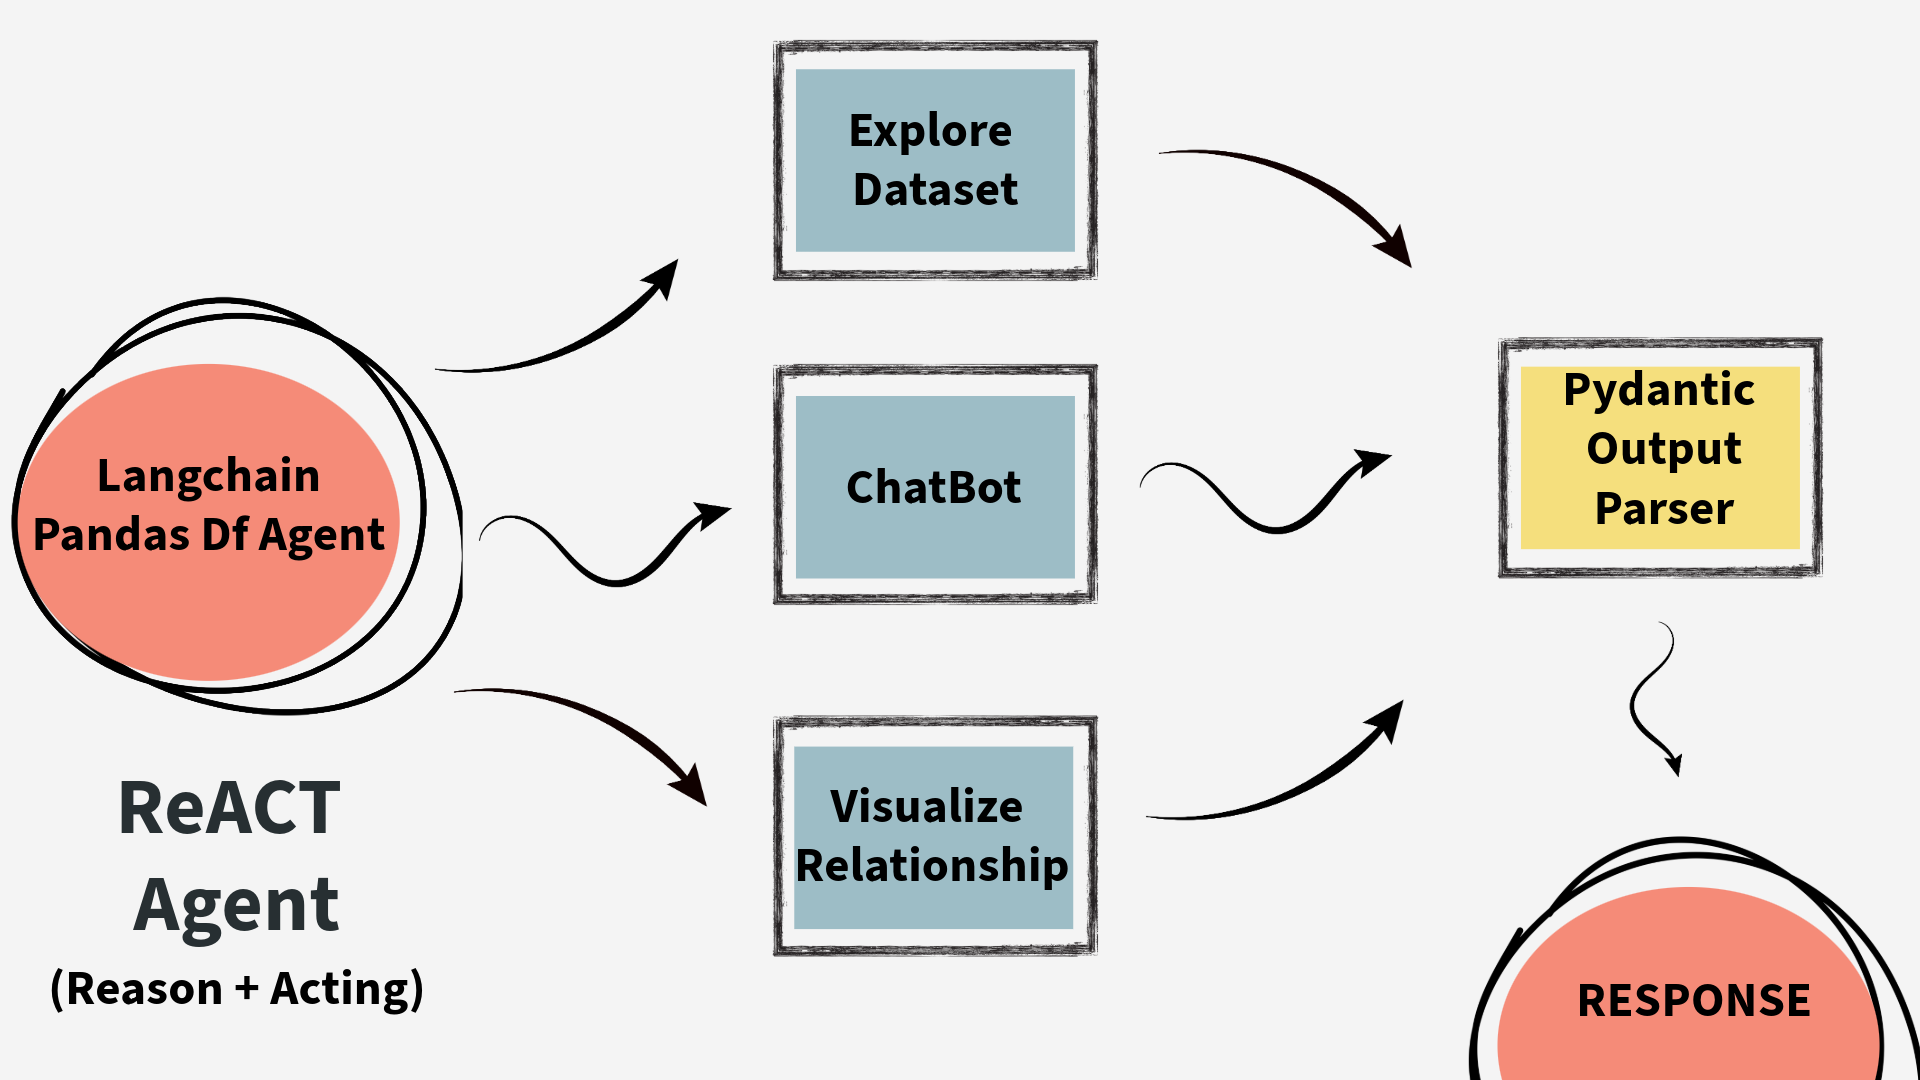 Explore
Dataset
Langchain
Pandas Df Agent
ChatBot
Pydantic
Output
Parser
Visualize
Relationship
ReACT
Agent
(Reason + Acting)
RESPONSE